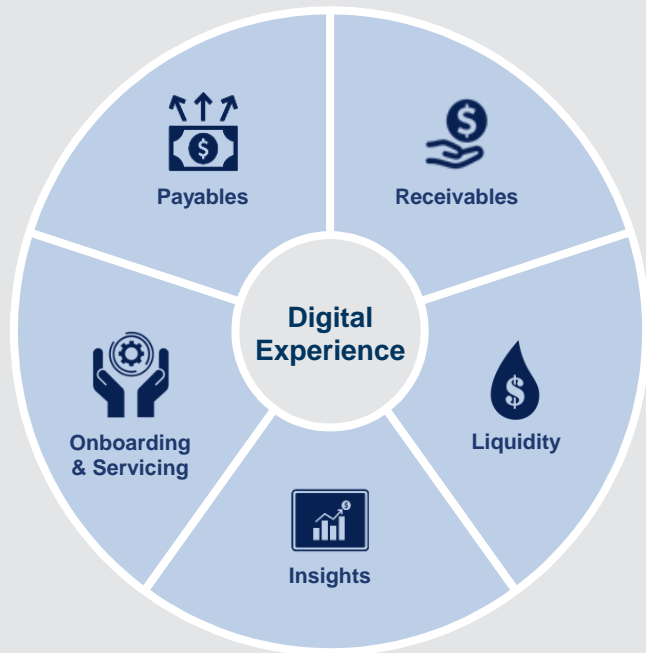 Payables
Receivables
Digital
Experience
Onboarding
& Servicing
Liquidity
Insights
$
$
$
$